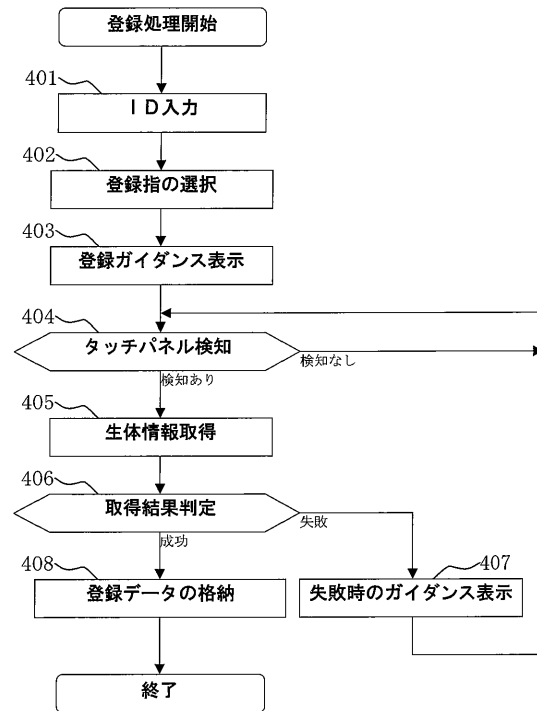 登録処理開始
401
ID入力
402
登録指の選択
403
登録ガイダンス表示
404
タッチパネル検知
検知なし
検知あり
405
生体情報取得
406
取得結果判定
失敗
成功
408
登録データの格納
407
失敗時のガイダンス表示
終了